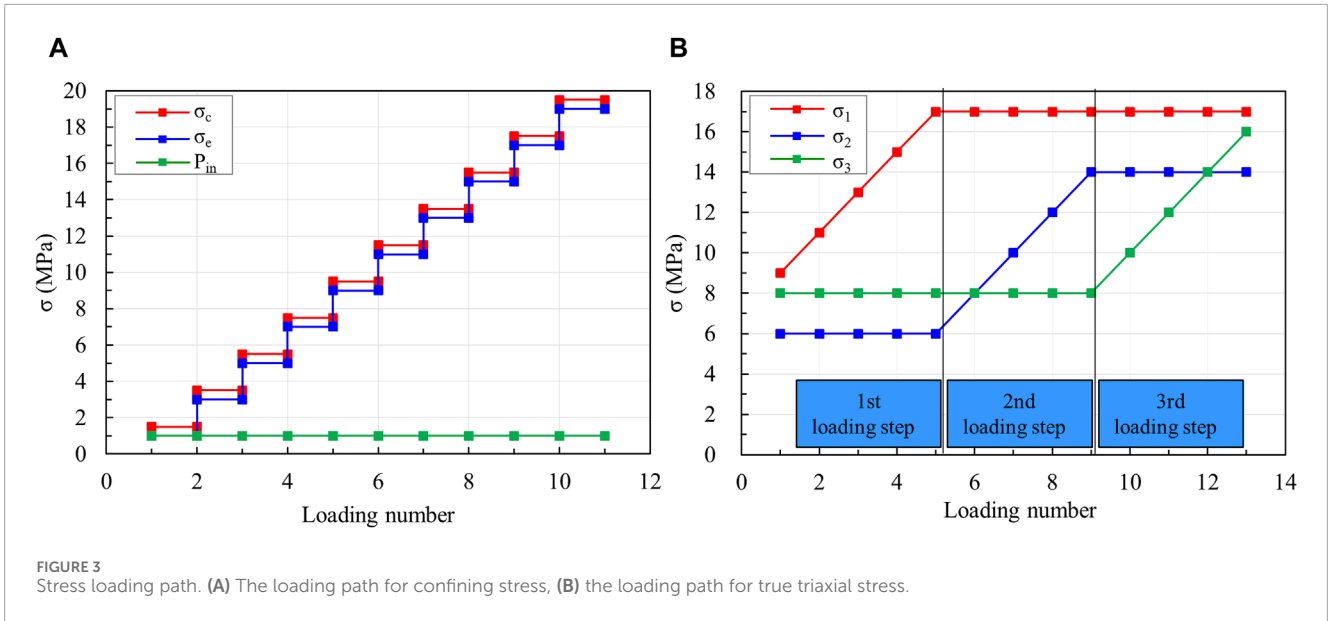 A
B
20
18
16
14
12
10
8
6
4
2
0
σ (MPa)
σc
σe
Pin
0 2 4 6 8 10 12
Loading number
18
16
14
12
10
8
6
4
2
0
σ (MPa)
σ1
σ2
σ3
1st
loading step
2nd
loading step
3rd
loading step
0 2 4 6 8 10 12 14
Loading number
FIGURE 3
Stress loading path. (A) The loading path for confining stress, (B) the loading path for true triaxial stress.